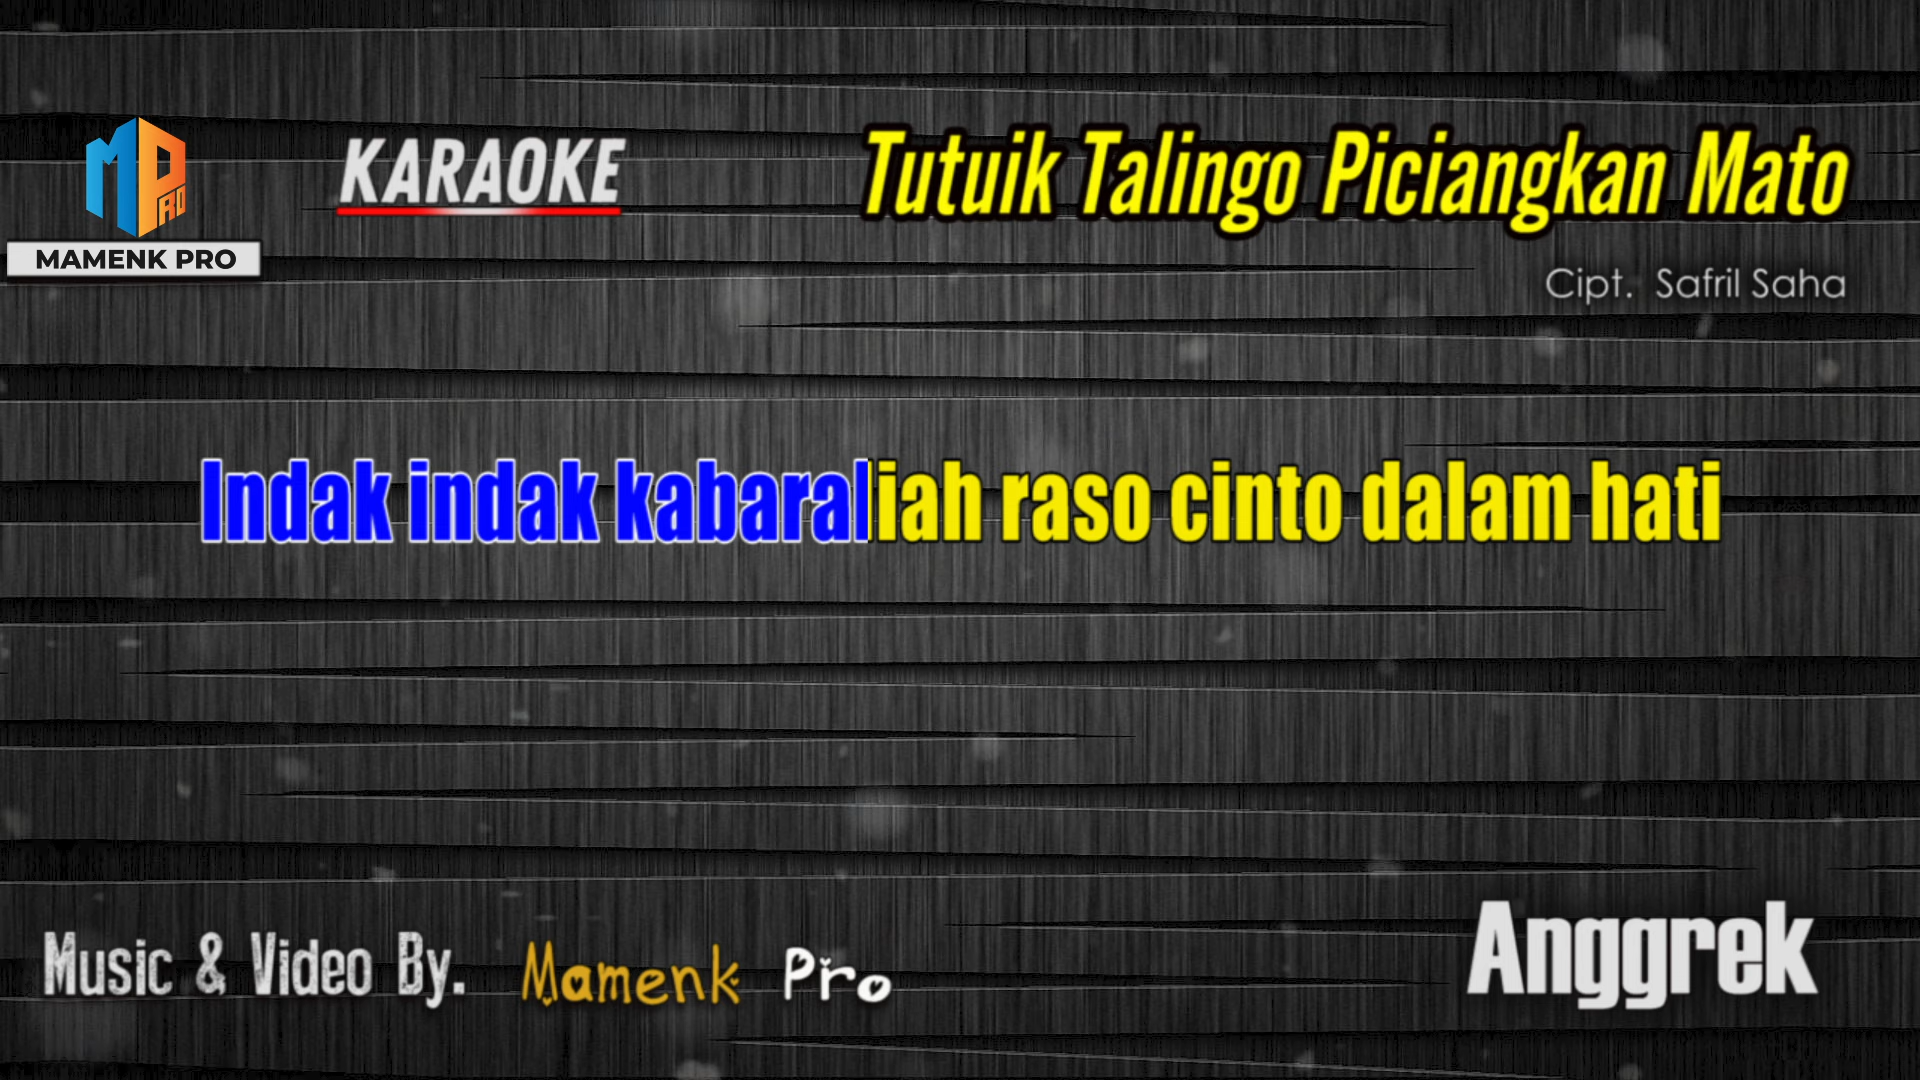 MPRO
MAMENK PRO
KARAOKE
Tutuik Talingo Piciangkan Mato
Cipt. Safril Saha
Indak indak kabaraliah raso cinto dalam hati
Music & Video By. Mamenk Pro
Anggrek